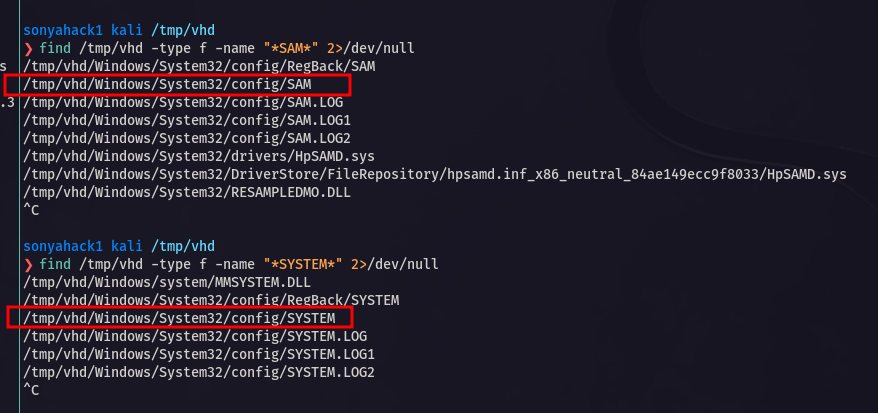 sonyahack1 kali /tmp/vhd
❯ find /tmp/vhd -type f -name "*SAM*" 2>/dev/null
s /tmp/vhd/Windows/System32/config/RegBack/SAM
/tmp/vhd/Windows/System32/config/SAM
.3 /tmp/vhd/Windows/System32/config/SAM.LOG
/tmp/vhd/Windows/System32/config/SAM.LOG1
/tmp/vhd/Windows/System32/config/SAM.LOG2
/tmp/vhd/Windows/System32/drivers/HpSAMD.sys
/tmp/vhd/Windows/System32/DriverStore/FileRepository/hpsamd.inf_x86_neutral_84ae149ecc9f8033/HpSAMD.sys
/tmp/vhd/Windows/System32/RESAMPLEDMO.DLL
^C
sonyahack1 kali /tmp/vhd
❯ find /tmp/vhd -type f -name "*SYSTEM*" 2>/dev/null
/tmp/vhd/Windows/system/MMSYSTEM.DLL
/tmp/vhd/Windows/System32/config/RegBack/SYSTEM
/tmp/vhd/Windows/System32/config/SYSTEM
/tmp/vhd/Windows/System32/config/SYSTEM.LOG
/tmp/vhd/Windows/System32/config/SYSTEM.LOG1
/tmp/vhd/Windows/System32/config/SYSTEM.LOG2
^C